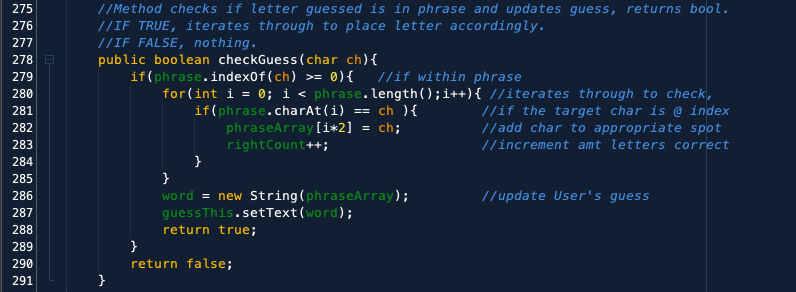 275 //Method checks if letter guessed is in phrase and updates guess, returns bool.
276 //IF TRUE, iterates through to place letter accordingly.
277 //IF FALSE, nothing.
278 public boolean checkGuess(char ch){
279 if(phrase.indexOf(ch) >= 0){ //if within phrase
280 for(int i = 0; i < phrase.length();i++){ //iterates through to check,
281 if(phrase.charAt(i) == ch ){ //if the target char is @ index
282 phraseArray[i*2] = ch; //add char to appropriate spot
283 rightCount++; //increment amt letters correct
284 }
285 }
286 word = new String(phraseArray); //update User's guess
287 guessThis.setText(word);
288 return true;
289 }
290 return false;
291 }